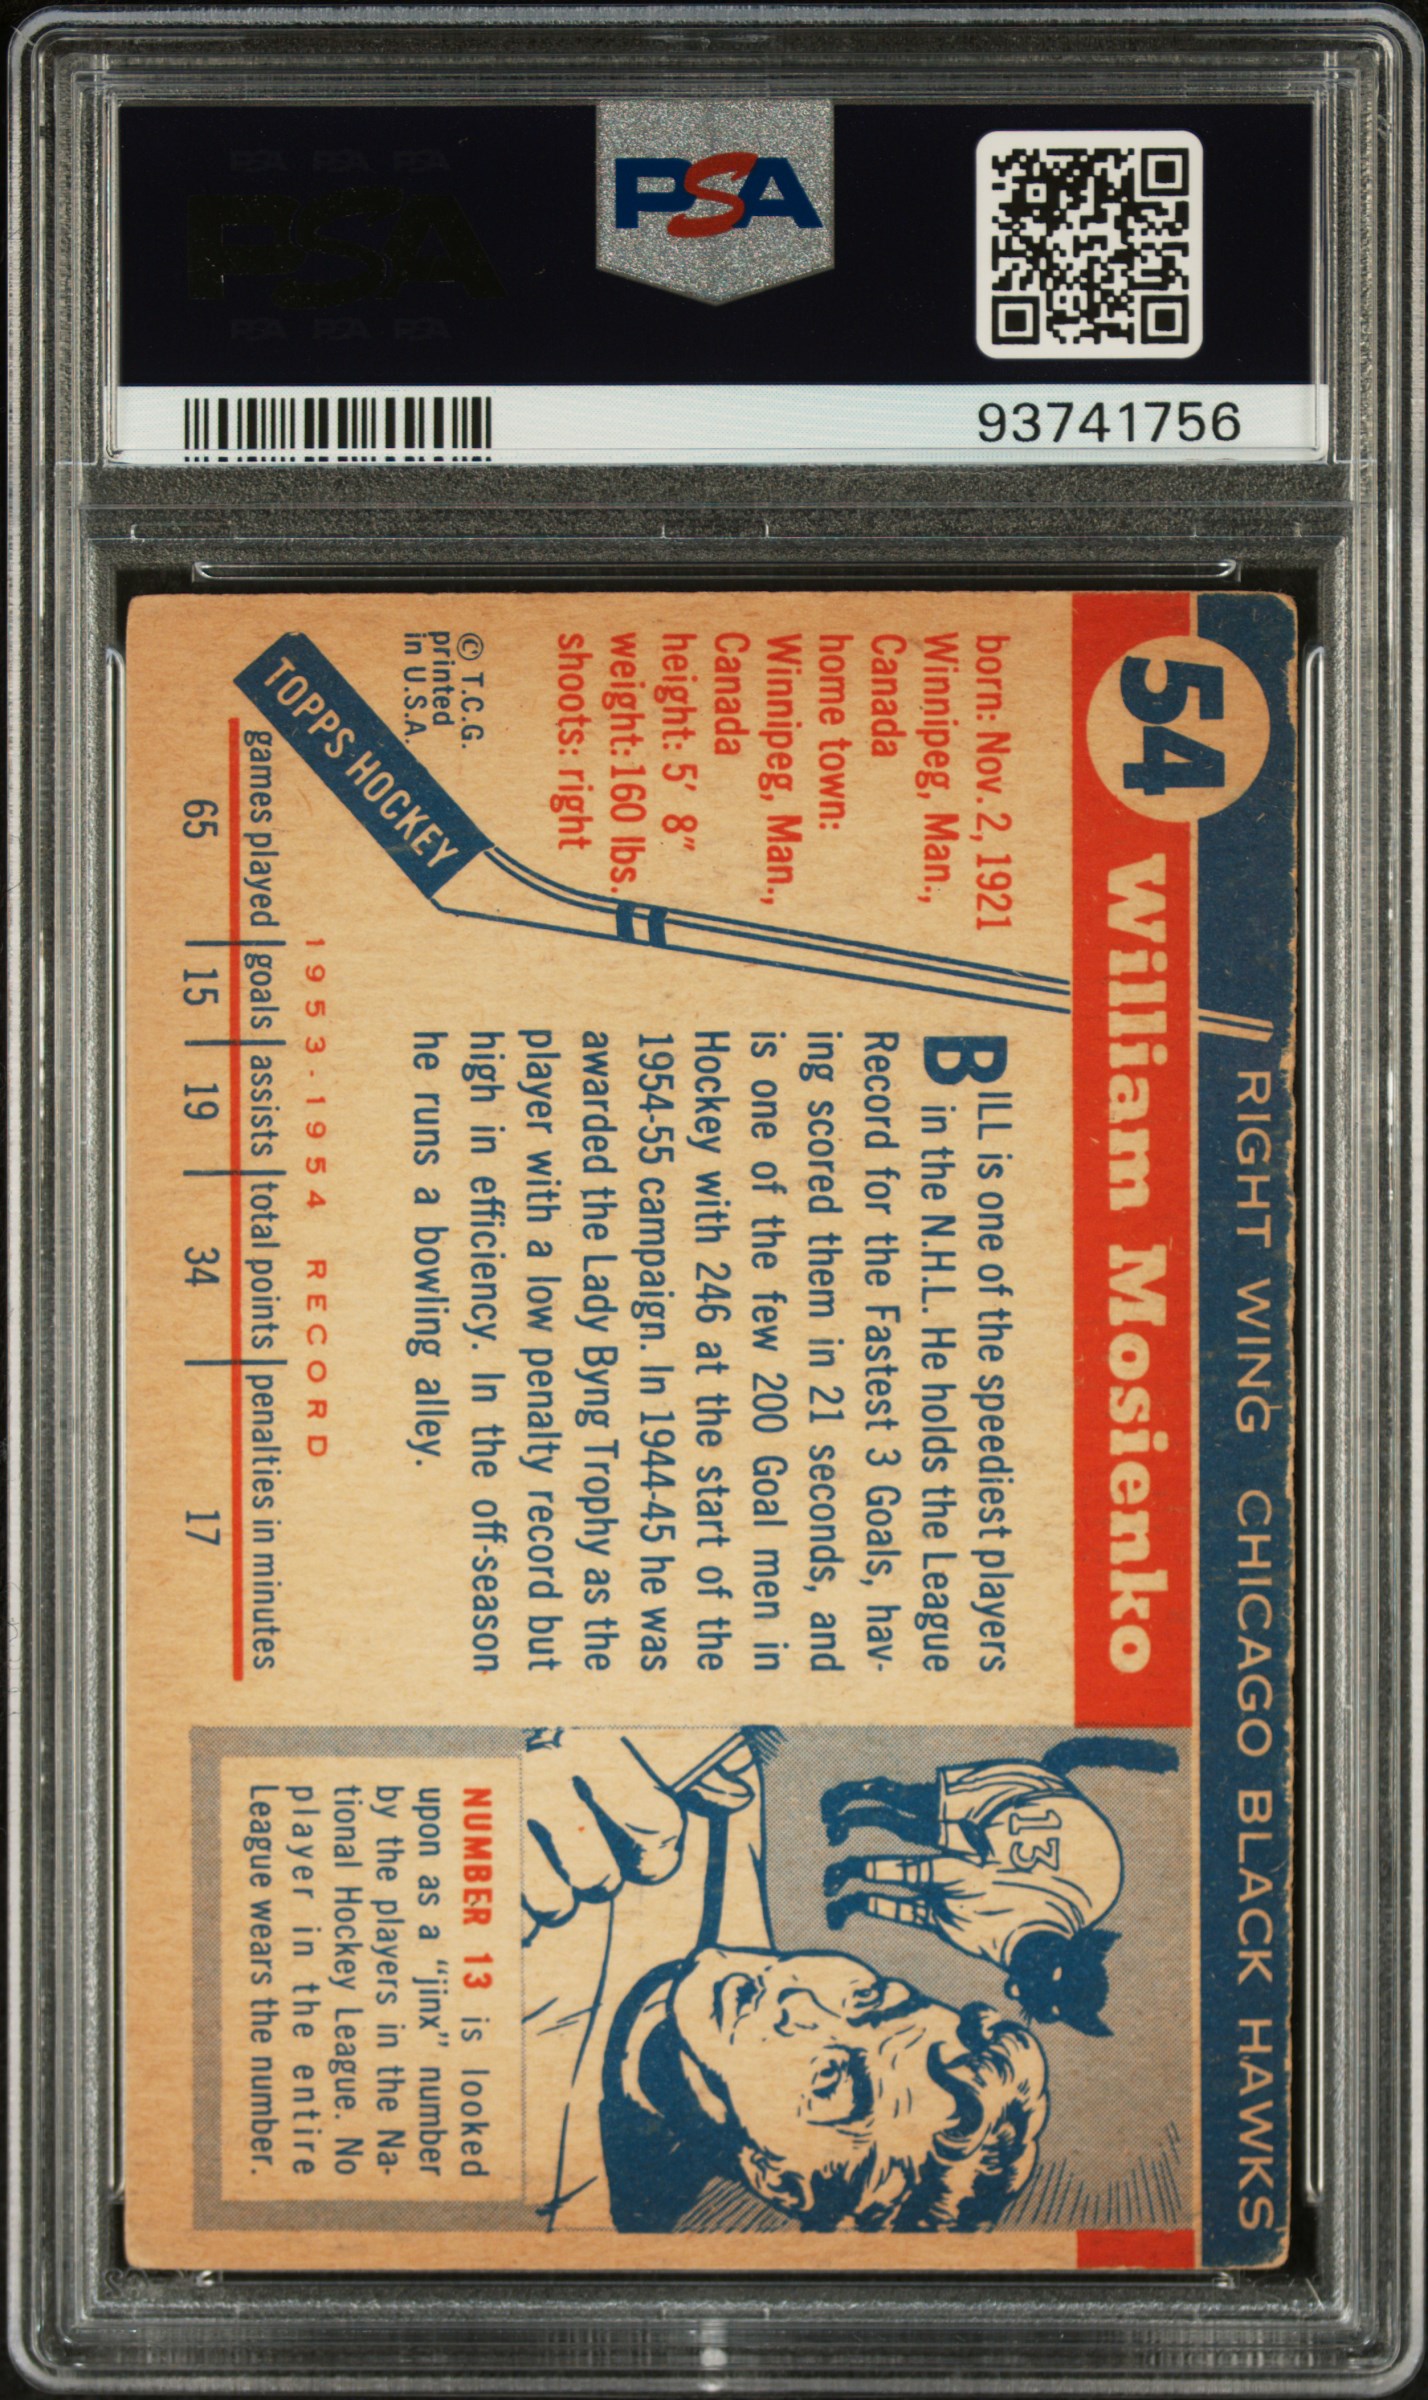 PSA
PSA PSA PSA
PSA
PSA PSA PSA
93741756
54
RIGHT WING CHICAGO BLACK HAWKS
William Mosienko
born: Nov. 2, 1921
Winnipeg, Man.,
Canada
home town:
Winnipeg, Man.,
Canada
height: 5′ 8″
weight: 160 lbs.
shoots: right
© T.C.G.
printed
in U.S.A.
TOPPS HOCKEY
BILL is one of the speediest players
in the N.H.L. He holds the League
Record for the Fastest 3 Goals, hav-
ing scored them in 21 seconds, and
is one of the few 200 Goal men in
Hockey with 246 at the start of the
1954-55 campaign. In 1944-45 he was
awarded the Lady Byng Trophy as the
player with a low penalty record but
high in efficiency. In the off-season
he runs a bowling alley.
1953-1954 RECORD
games played goals assists total points penalties in minutes
65 15 19 34 17
13
NUMBER 13 is looked
upon as a "jinx" number
by the players in the Na-
tional Hockey League. No
player in the entire
League wears the number.